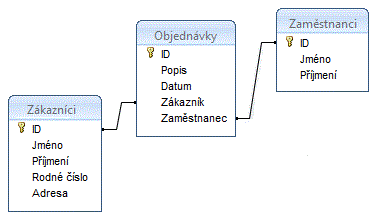 Zákazníci
ID
Jméno
Příjmení
Rodné číslo
Adresa
Objednávky
ID
Popis
Datum
Zákazník
Zaměstnanec
Zaměstnanci
ID
Jméno
Příjmení